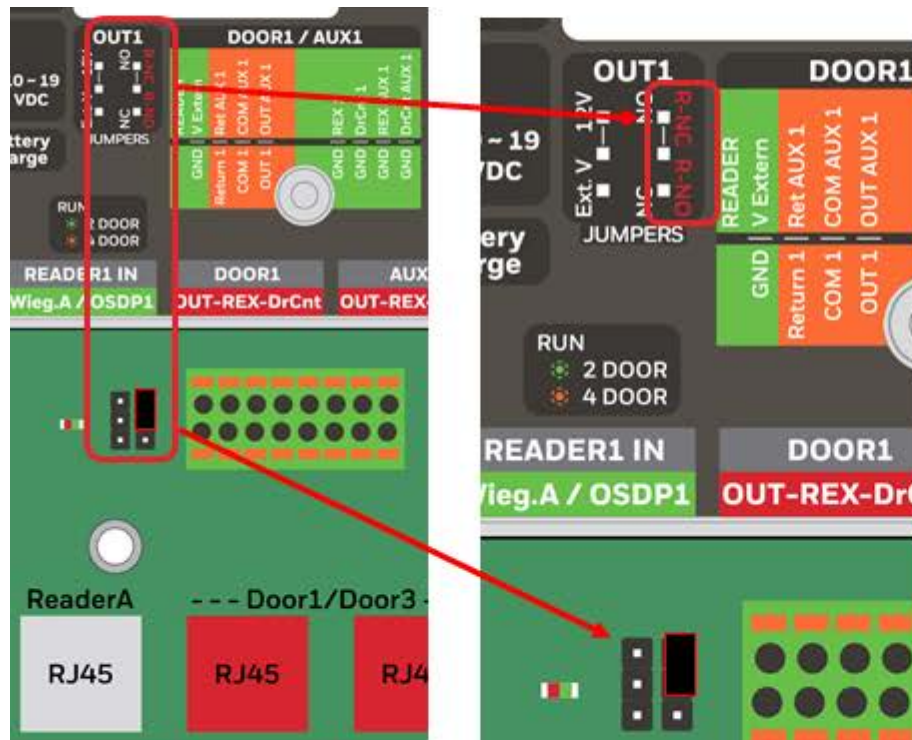 OUT1
NO
R-NC
NC
R-NO
JUMPERS
.0 ~ 19
VDC
ttery
arge
DOOR1 / AUX1
READER
V Extern
Ret AUX 1
COM AUX 1
OUT AUX 1
REX
DrCnt 1
REX AUX 1
DrCnt AUX 1
GND
Return 1
COM 1
OUT 1
GND
GND
GND
GND
RUN
2 DOOR
4 DOOR
READER1 IN
DOOR1
AUX
Wieg.A / OSDP1
OUT-REX-DrCnt
OUT-REX-
ReaderA
--- Door1/Door3 -
RJ45
RJ45
RJ4
OUT1
Ext. V
12V
NC
NO
R-NO
R-NC
JUMPERS
~ 19
VDC
ery
rge
DOOR1
READER
V Extern
Ret AUX 1
COM AUX 1
OUT AUX 1
GND
Return 1
COM 1
OUT 1
RUN
2 DOOR
4 DOOR
READER1 IN
DOOR1
Wieg.A / OSDP1
OUT-REX-Dr